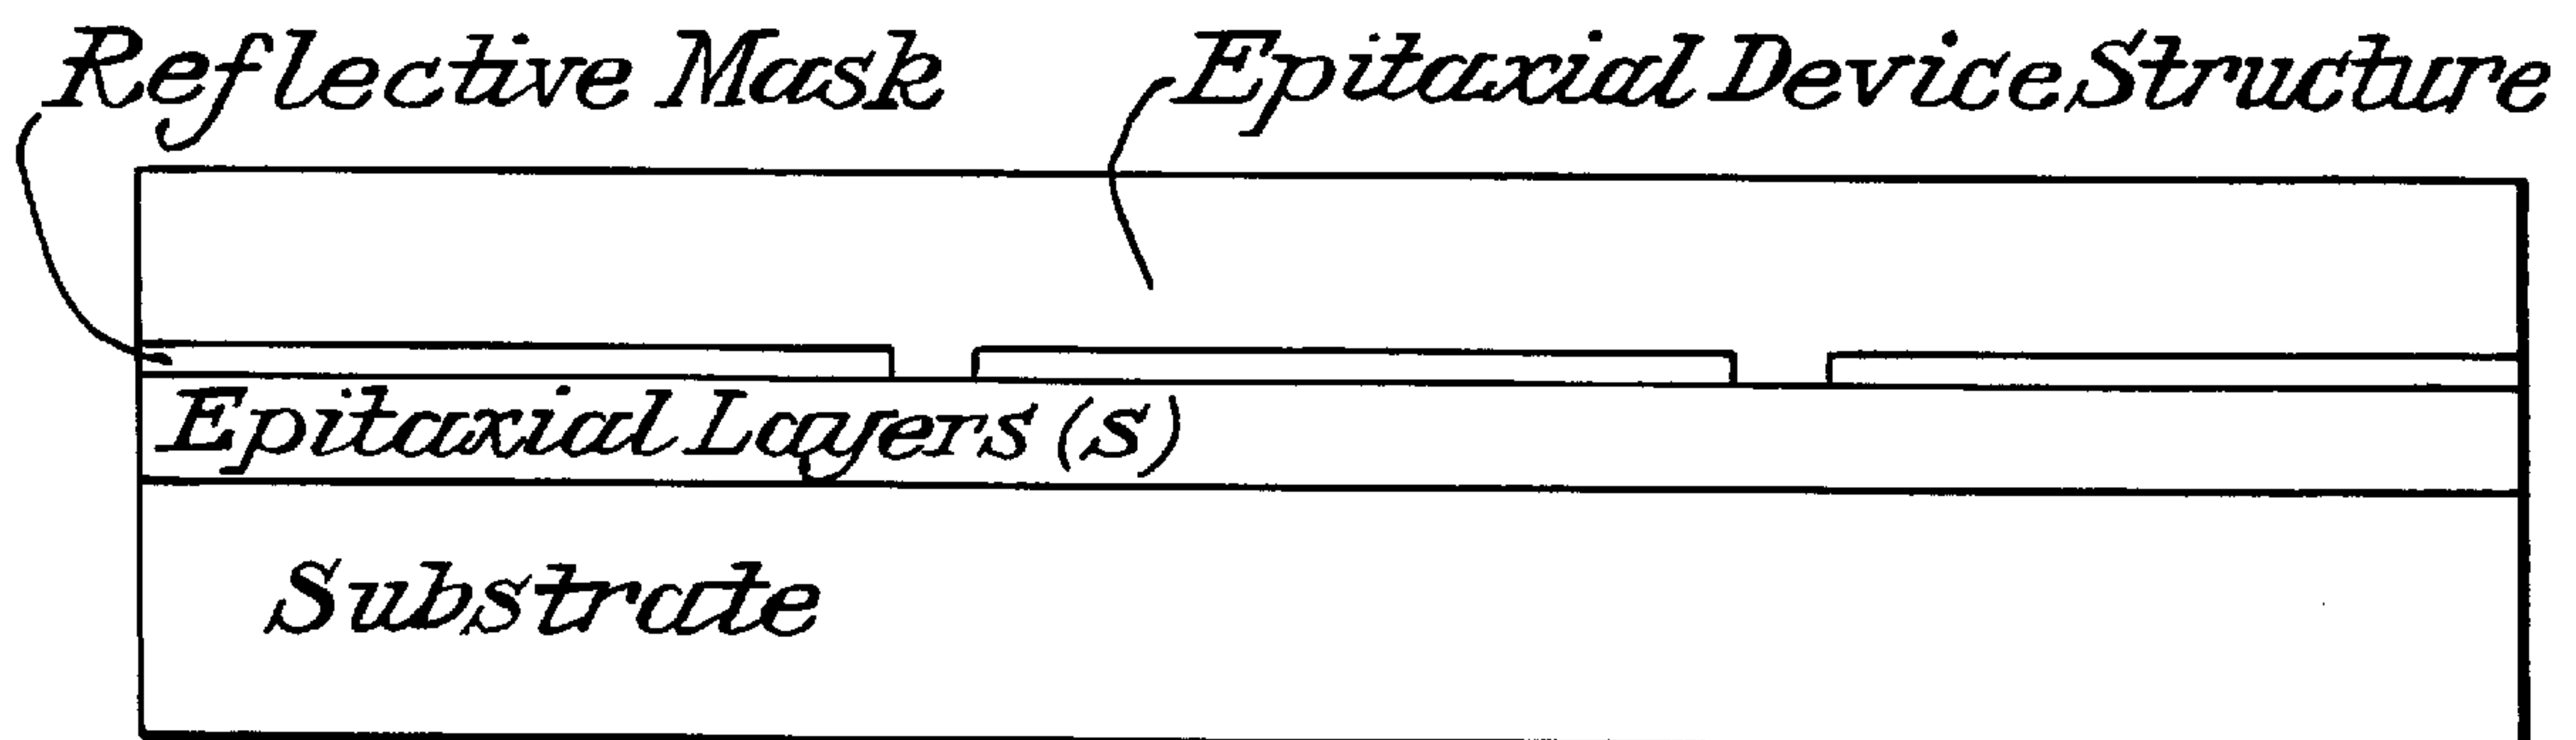 Reflective Mask
Epitaxial Device Structure
Epitaxial Layers (s)
Substrate